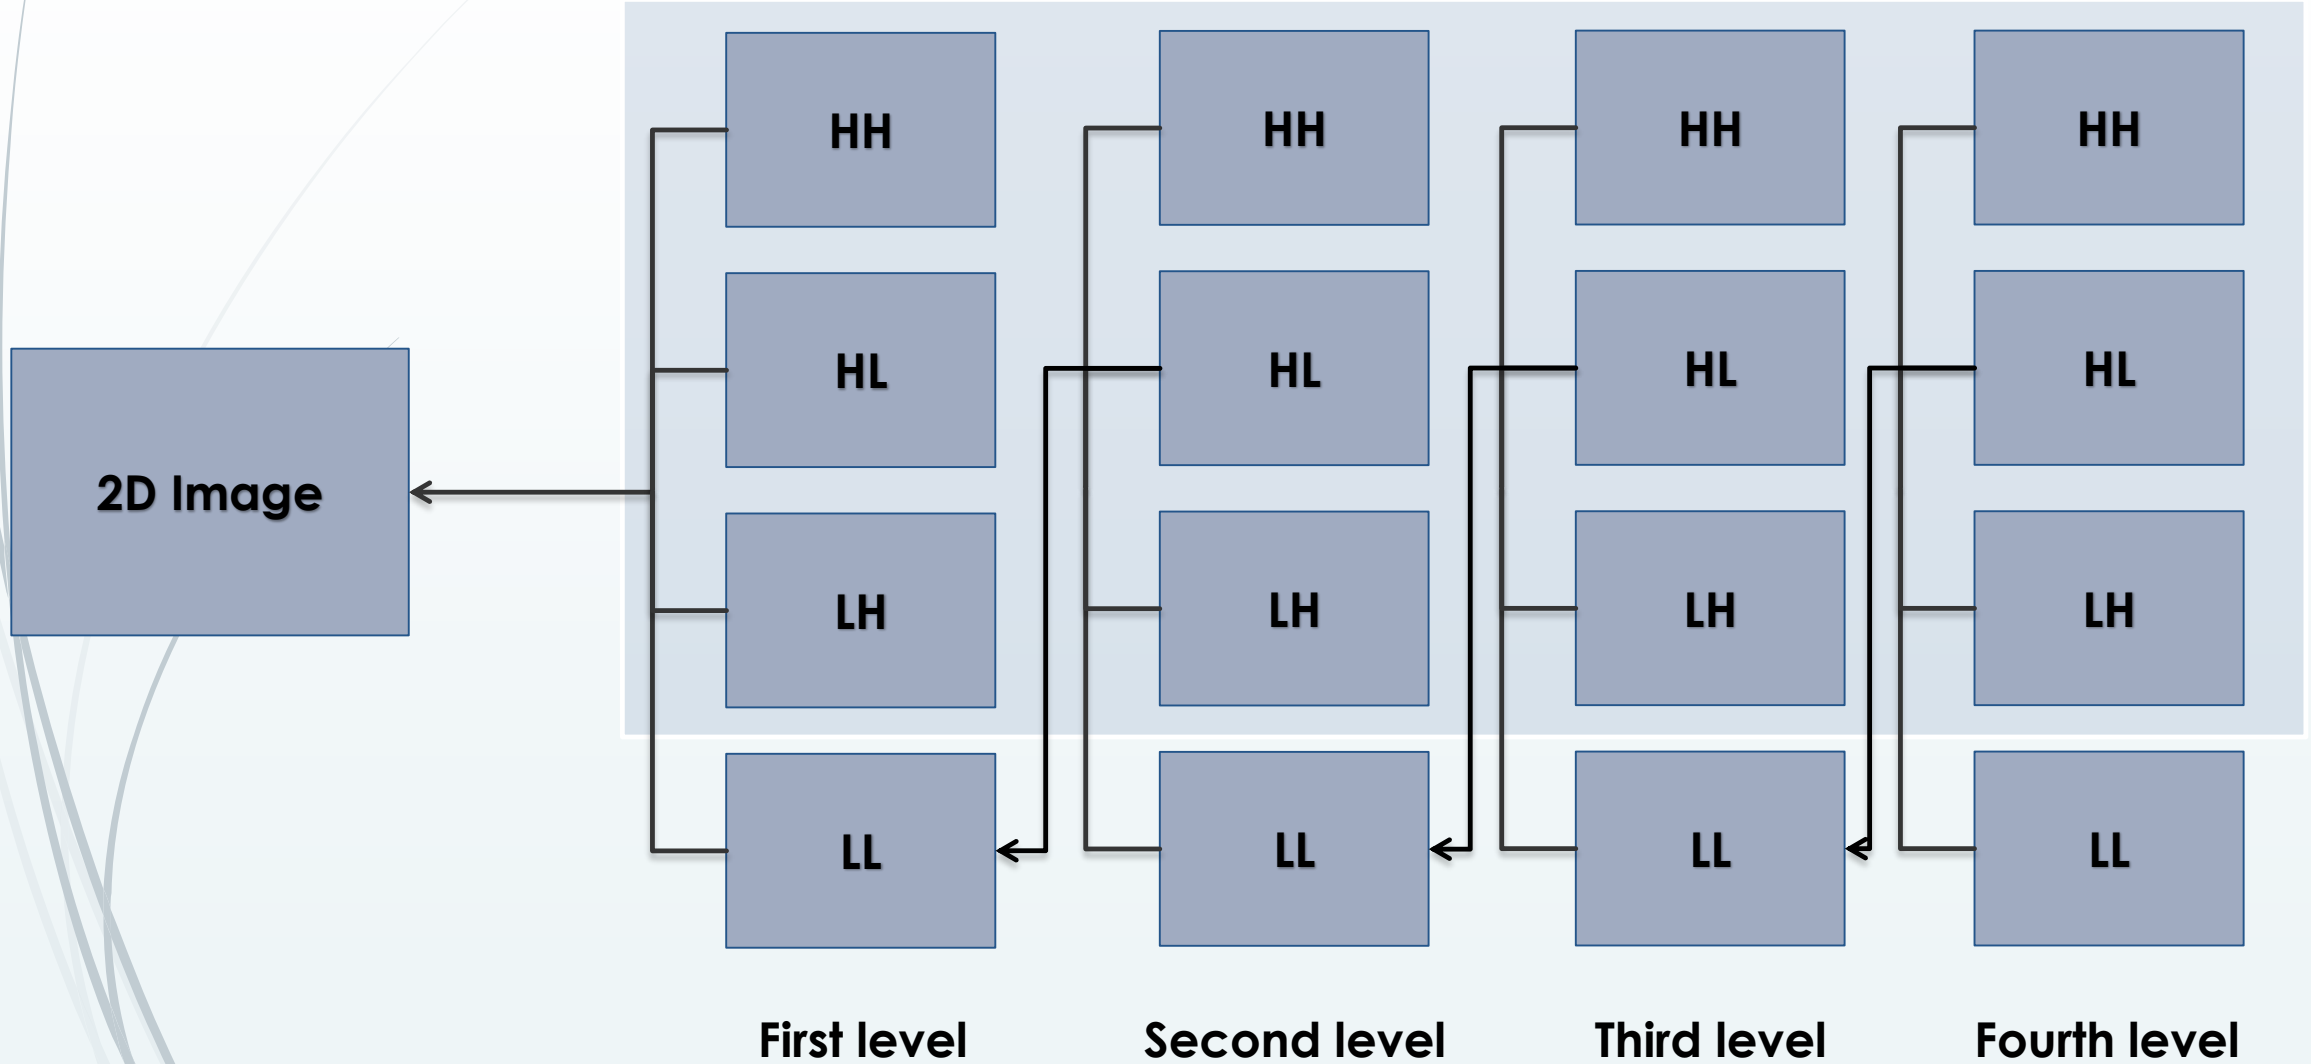 HH
HH
HH
HH
HL
HL
HL
HL
2D Image
LH
LH
LH
LH
LL
LL
LL
LL
First level
Second level
Third level
Fourth level